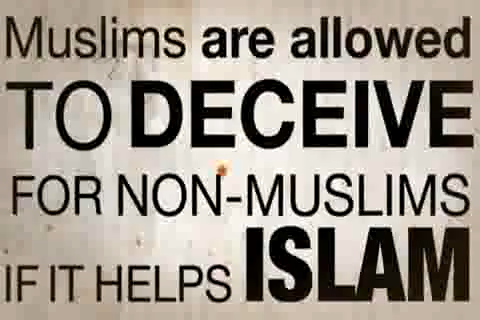 Muslims are allowed
TO DECEIVE
FOR NON-MUSLIMS
IF IT HELPS ISLAM